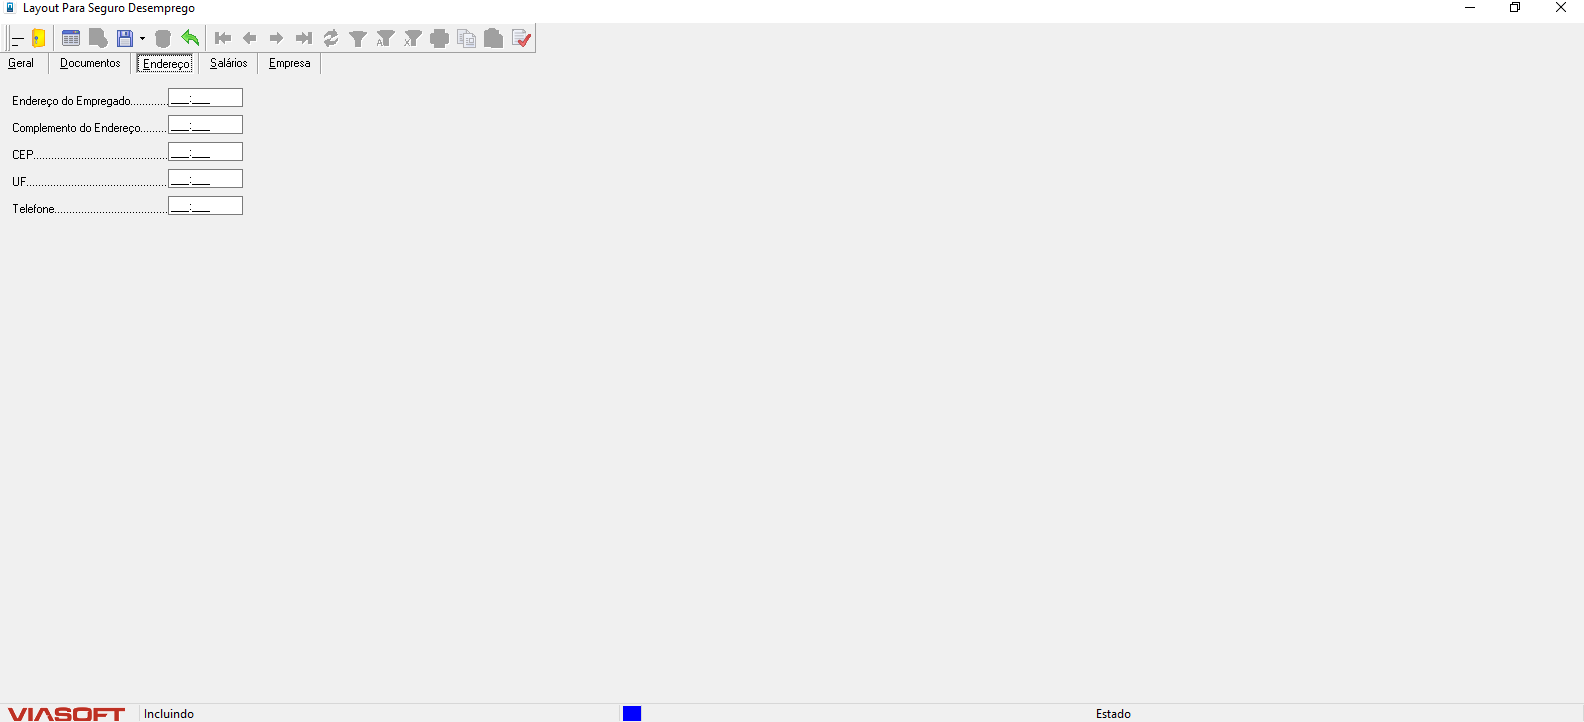 Layout Para Seguro Desemprego
Geral Documentos Endereço Salários Empresa
Endereço do Empregado............. ___:___
Complemento do Endereço......... ___:___
CEP............................................. ___:___
UF............................................... ___:___
Telefone...................................... ___:___
VIASOFT Incluindo Estado